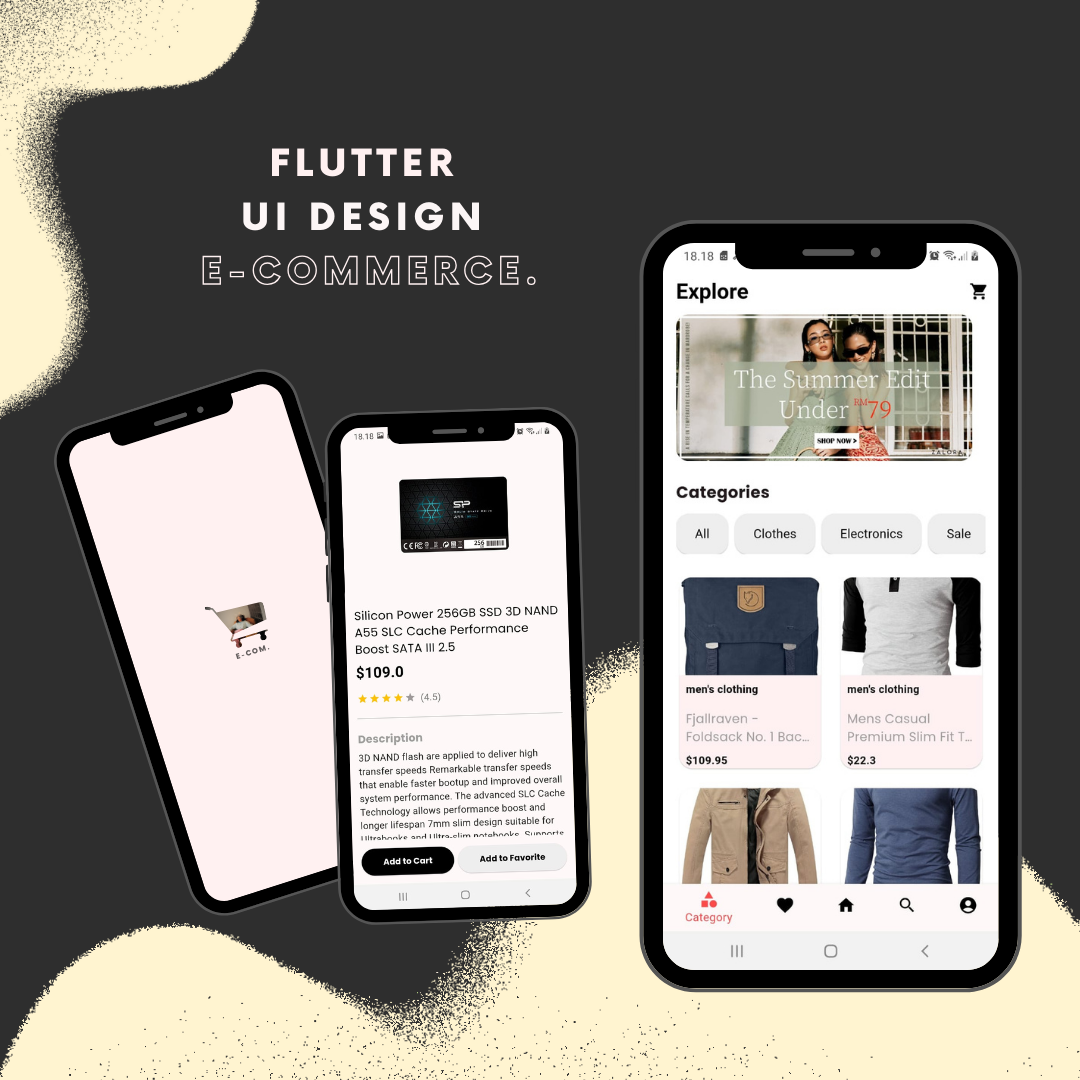 FLUTTER
UI DESIGN
E-COMMERCE.
E-COM.
18.18
SP
256
Silicon Power 256GB SSD 3D NAND
A55 SLC Cache Performance
Boost SATA III 2.5
$109.0
(4.5)
Description
3D NAND flash are applied to deliver high
transfer speeds Remarkable transfer speeds
that enable faster bootup and improved overall
system performance. The advanced SLC Cache
Technology allows performance boost and
longer lifespan 7mm slim design suitable for
Ultrabooks and Ultra-slim notebooks. Supports
Add to Cart
Add to Favorite
18.18
Explore
The Summer Edit
Under RM79
SHOP NOW >
ZALORA
Categories
All
Clothes
Electronics
Sale
men's clothing
Fjallraven -
Foldsack No. 1 Bac...
$109.95
men's clothing
Mens Casual
Premium Slim Fit T...
$22.3
Category